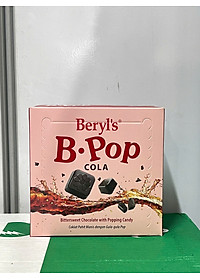 Beryl's
B·Pop
COLA
Bittersweet Chocolate with Popping Candy
Coklat Pahit Manis dengan Gula-gula Pop